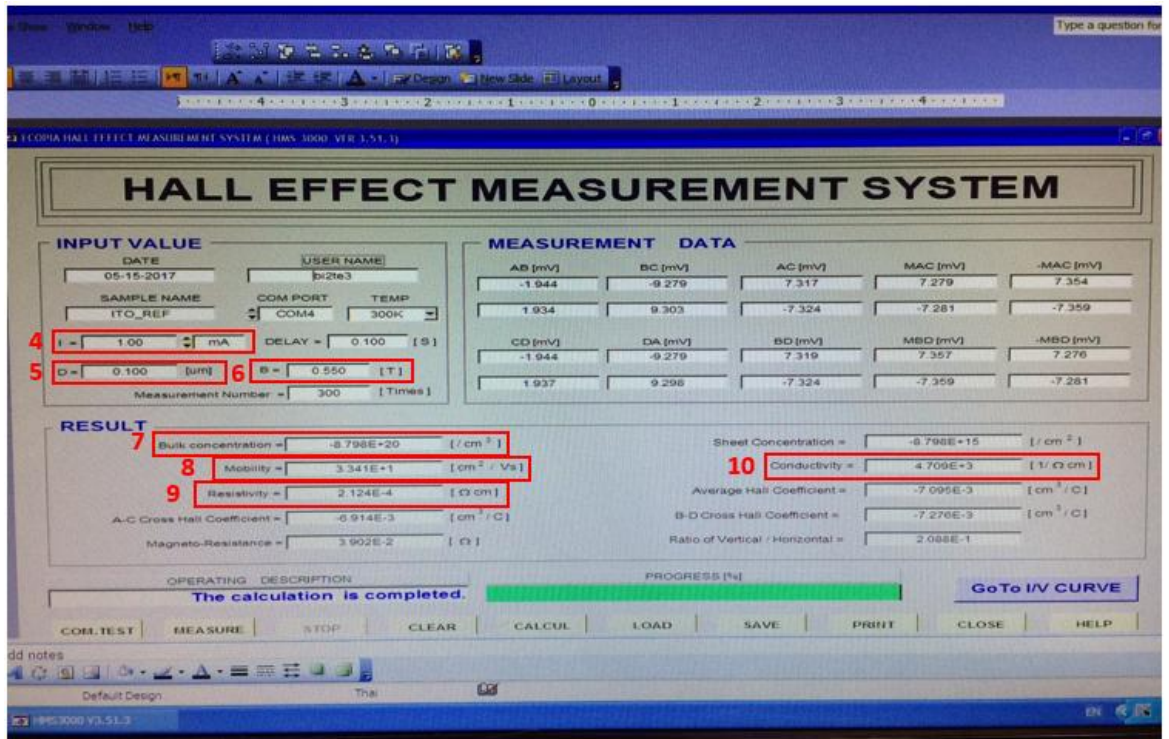 Window Help
Type a question for
Design New Slide Layout
4 3 2 1 0 1 2 3 4
ECOPIA HALL EFFECT MEASUREMENT SYSTEM ( HMS 3000 VER 3.51.3)
HALL EFFECT MEASUREMENT SYSTEM
INPUT VALUE
DATE USER NAME
05-15-2017 bi2te3
SAMPLE NAME COM PORT TEMP
ITO_REF COM4 300K
4 I = 1.00 mA DELAY = 0.100 [S]
5 D = 0.100 [um] 6 B = 0.550 [T]
Measurement Number = 300 [Times]
MEASUREMENT DATA
AB [mV] BC [mV] AC [mV] MAC [mV] -MAC [mV]
-1.944 -9.279 7.317 7.279 7.354
1.934 9.303 -7.324 -7.281 -7.359
CD [mV] DA [mV] BD [mV] MBD [mV] -MBD [mV]
-1.944 -9.279 7.319 7.357 7.276
1.937 9.298 -7.324 -7.359 -7.281
RESULT
7 Bulk concentration = -8.798E+20 [/ cm³]
Sheet Concentration = -8.798E+15 [/ cm²]
8 Mobility = 3.341E+1 [cm² / Vs]
10 Conductivity = 4.709E+3 [1/ Ω cm]
9 Resistivity = 2.124E-4 [Ω cm]
Average Hall Coefficient = -7.095E-3 [cm³/C]
A-C Cross Hall Coefficient = -6.914E-3 [cm³/C]
B-D Cross Hall Coefficient = -7.276E-3 [cm³/C]
Magneto-Resistance = 3.902E-2 [Ω]
Ratio of Vertical / Horizontal = 2.088E-1
OPERATING DESCRIPTION PROGRESS [%]
The calculation is completed.
GoTo I/V CURVE
COM.TEST MEASURE STOP CLEAR CALCUL LOAD SAVE PRINT CLOSE HELP
dd notes
Default Design Thai
HMS3000 V3.51.3 EN